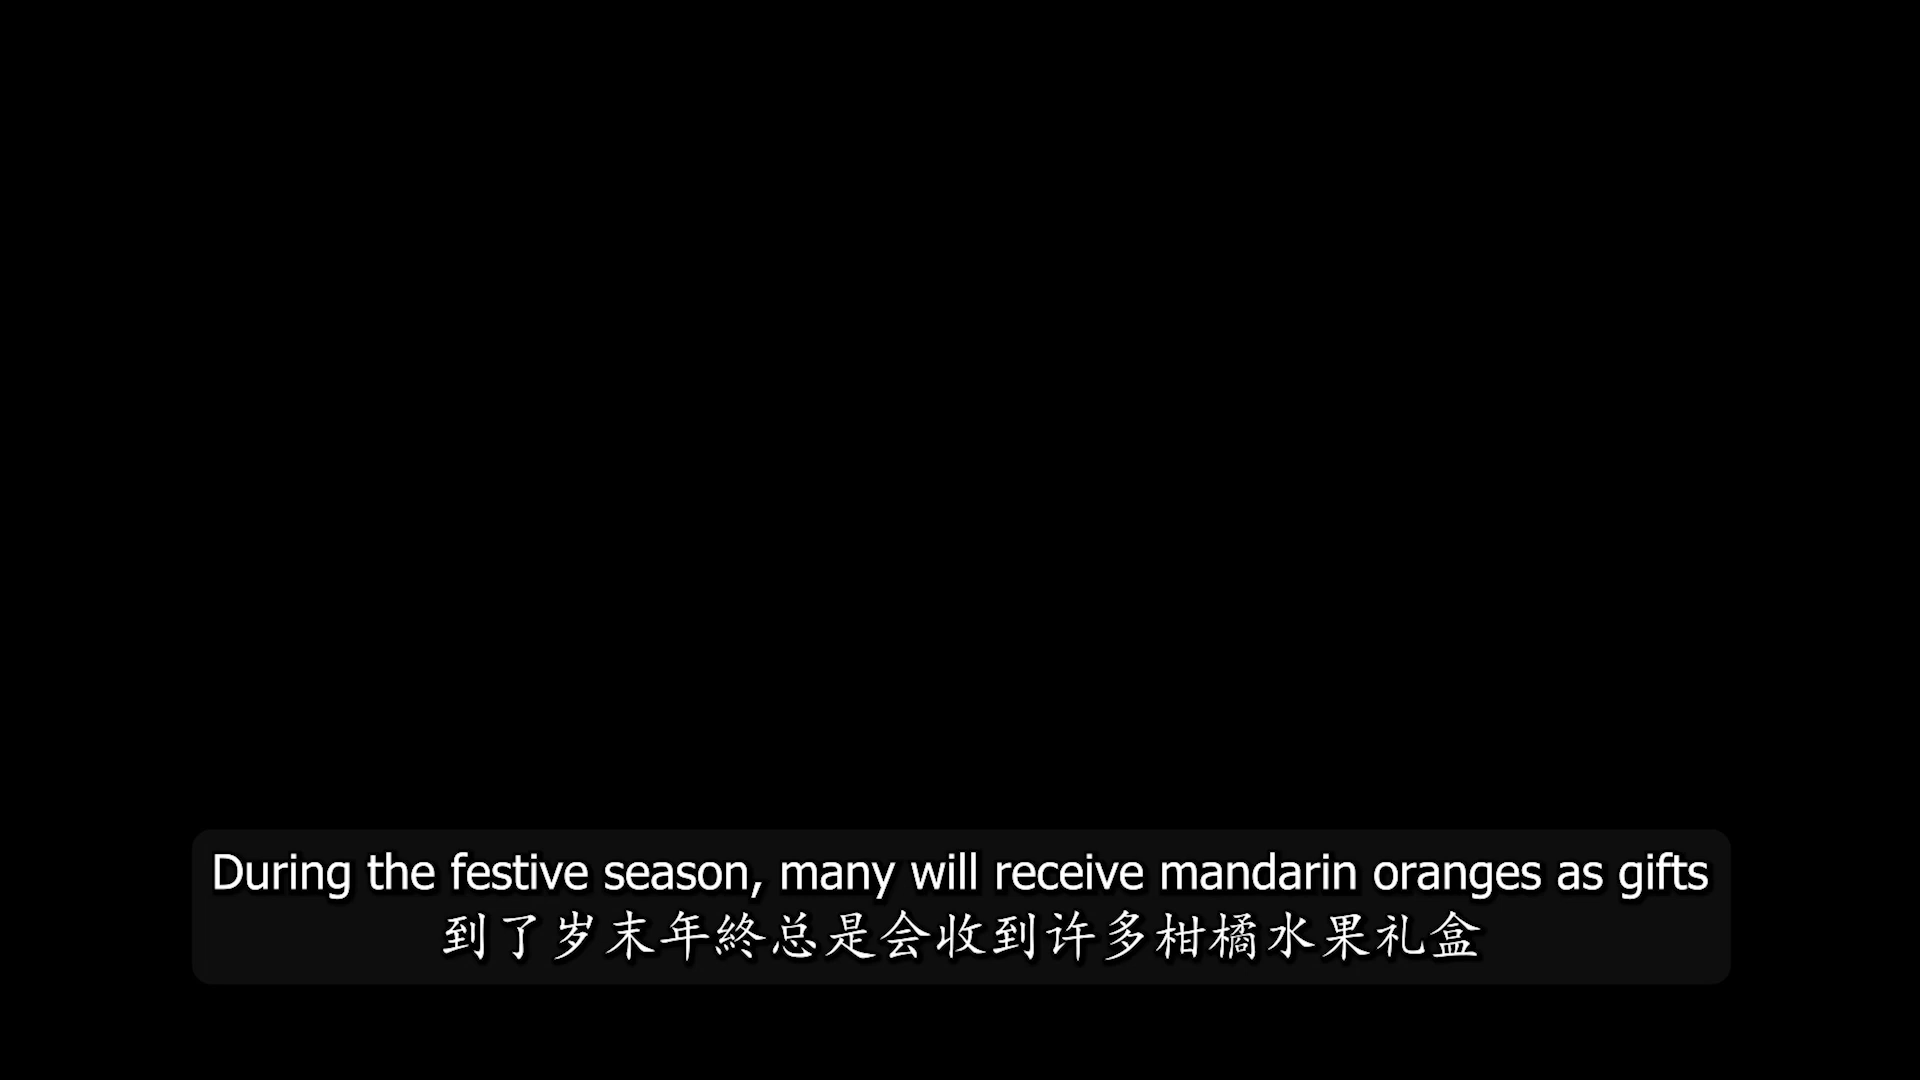 During the festive season, many will receive mandarin oranges as gifts
到了岁末年終总是会收到许多柑橘水果礼盒